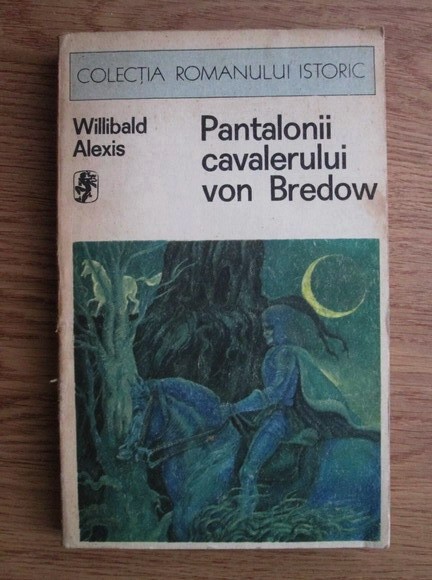 COLECȚIA ROMANULUI ISTORIC
Willibald
Alexis
Pantalonii
cavalerului
von Bredow